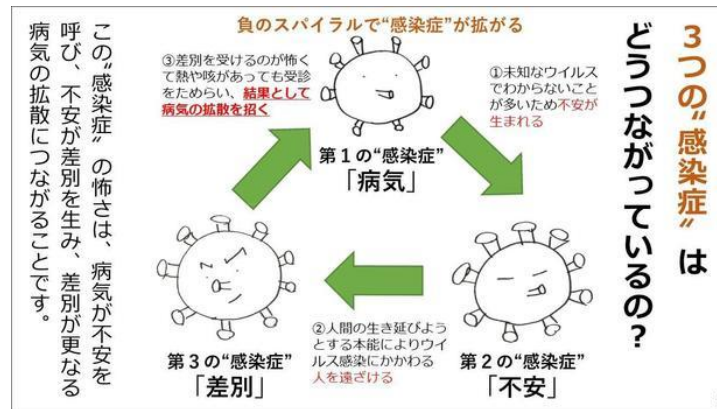 3つの“感染症”は
どうつながっているの?
負のスパイラルで“感染症”が拡がる
①未知なウイルス
でわからないこと
が多いため不安が
生まれる
第1の“感染症”
「病気」
第2の“感染症”
「不安」
②人間の生き延びよう
とする本能によりウイ
ルス感染にかかわる
人を遠ざける
第3の“感染症”
「差別」
③差別を受けるのが怖く
て熱や咳があっても受診
をためらい、結果として
病気の拡散を招く
この“感染症”の怖さは、病気が不安を
呼び、不安が差別を生み、差別が更なる
病気の拡散につながることです。